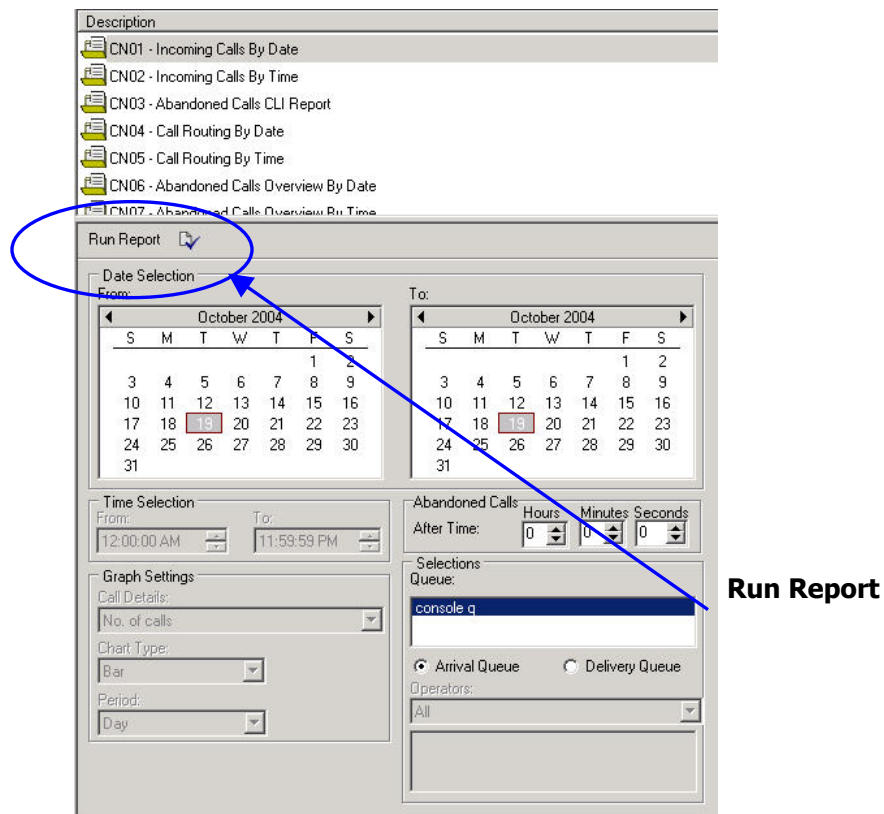 Description
CN01 - Incoming Calls By Date
CN02 - Incoming Calls By Time
CN03 - Abandoned Calls CLI Report
CN04 - Call Routing By Date
CN05 - Call Routing By Time
CN06 - Abandoned Calls Overview By Date
CN07 - Abandoned Calls Overview By Time
Run Report
Date Selection
From:
October 2004
S M T W T F S
1 2
3 4 5 6 7 8 9
10 11 12 13 14 15 16
17 18 19 20 21 22 23
24 25 26 27 28 29 30
31
To:
October 2004
S M T W T F S
1 2
3 4 5 6 7 8 9
10 11 12 13 14 15 16
17 18 19 20 21 22 23
24 25 26 27 28 29 30
31
Time Selection
From: To:
12:00:00 AM 11:59:59 PM
Abandoned Calls
Hours Minutes Seconds
After Time: 0 0 0
Graph Settings
Call Details:
No. of calls
Chart Type:
Bar
Period:
Day
Selections
Queue:
console q
Arrival Queue Delivery Queue
Operators:
All
Run Report